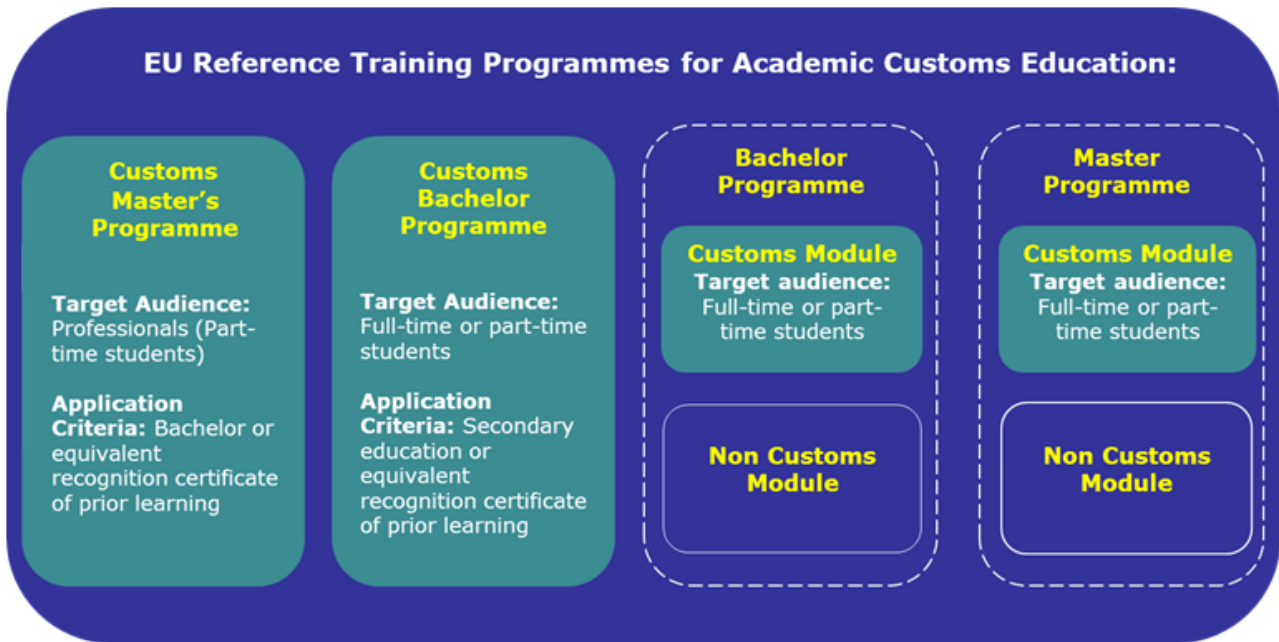 EU Reference Training Programmes for Academic Customs Education:
Customs
Master's
Programme
Target Audience:
Professionals (Part-
time students)
Application
Criteria: Bachelor or
equivalent
recognition certificate
of prior learning
Customs
Bachelor
Programme
Target Audience:
Full-time or part-time
students
Application
Criteria: Secondary
education or
equivalent
recognition certificate
of prior learning
Bachelor
Programme
Customs Module
Target audience:
Full-time or part-
time students
Non Customs
Module
Master
Programme
Customs Module
Target audience:
Full-time or part-
time students
Non Customs
Module